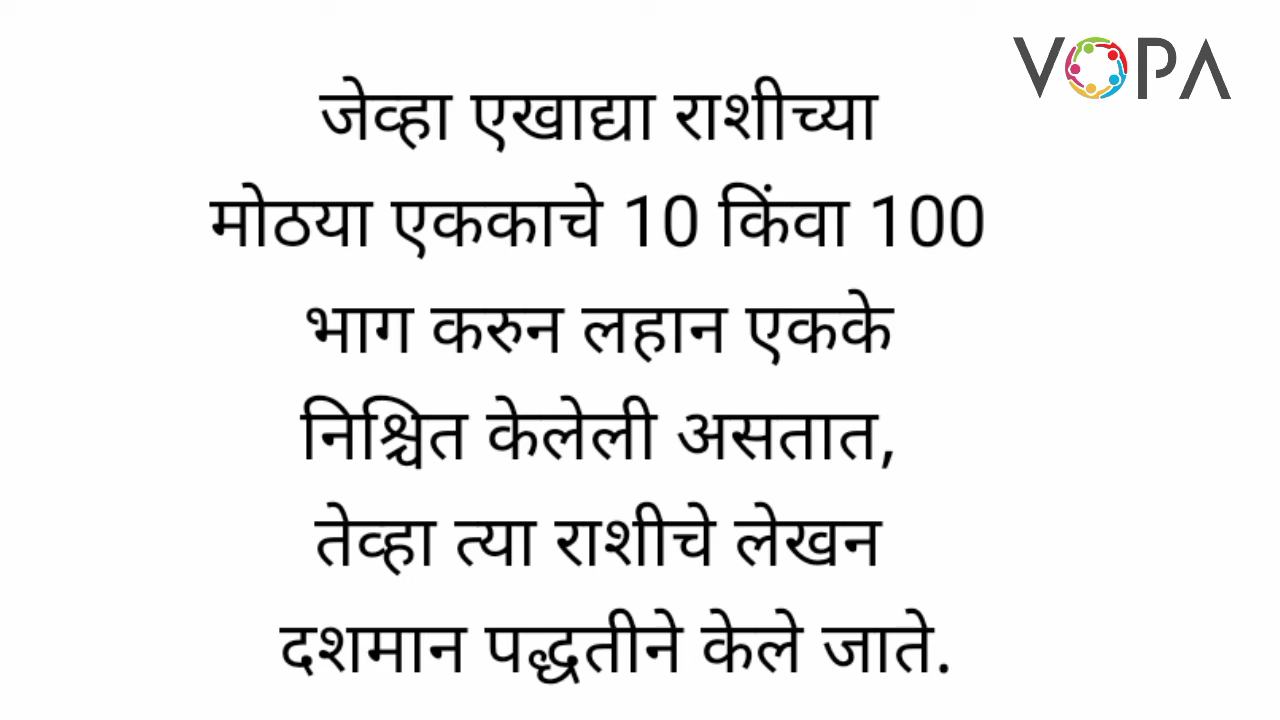 VOPA
जेव्हा एखाद्या राशीच्या
मोठया एककाचे 10 किंवा 100
भाग करुन लहान एकके
निश्चित केलेली असतात,
तेव्हा त्या राशीचे लेखन
दशमान पद्धतीने केले जाते.